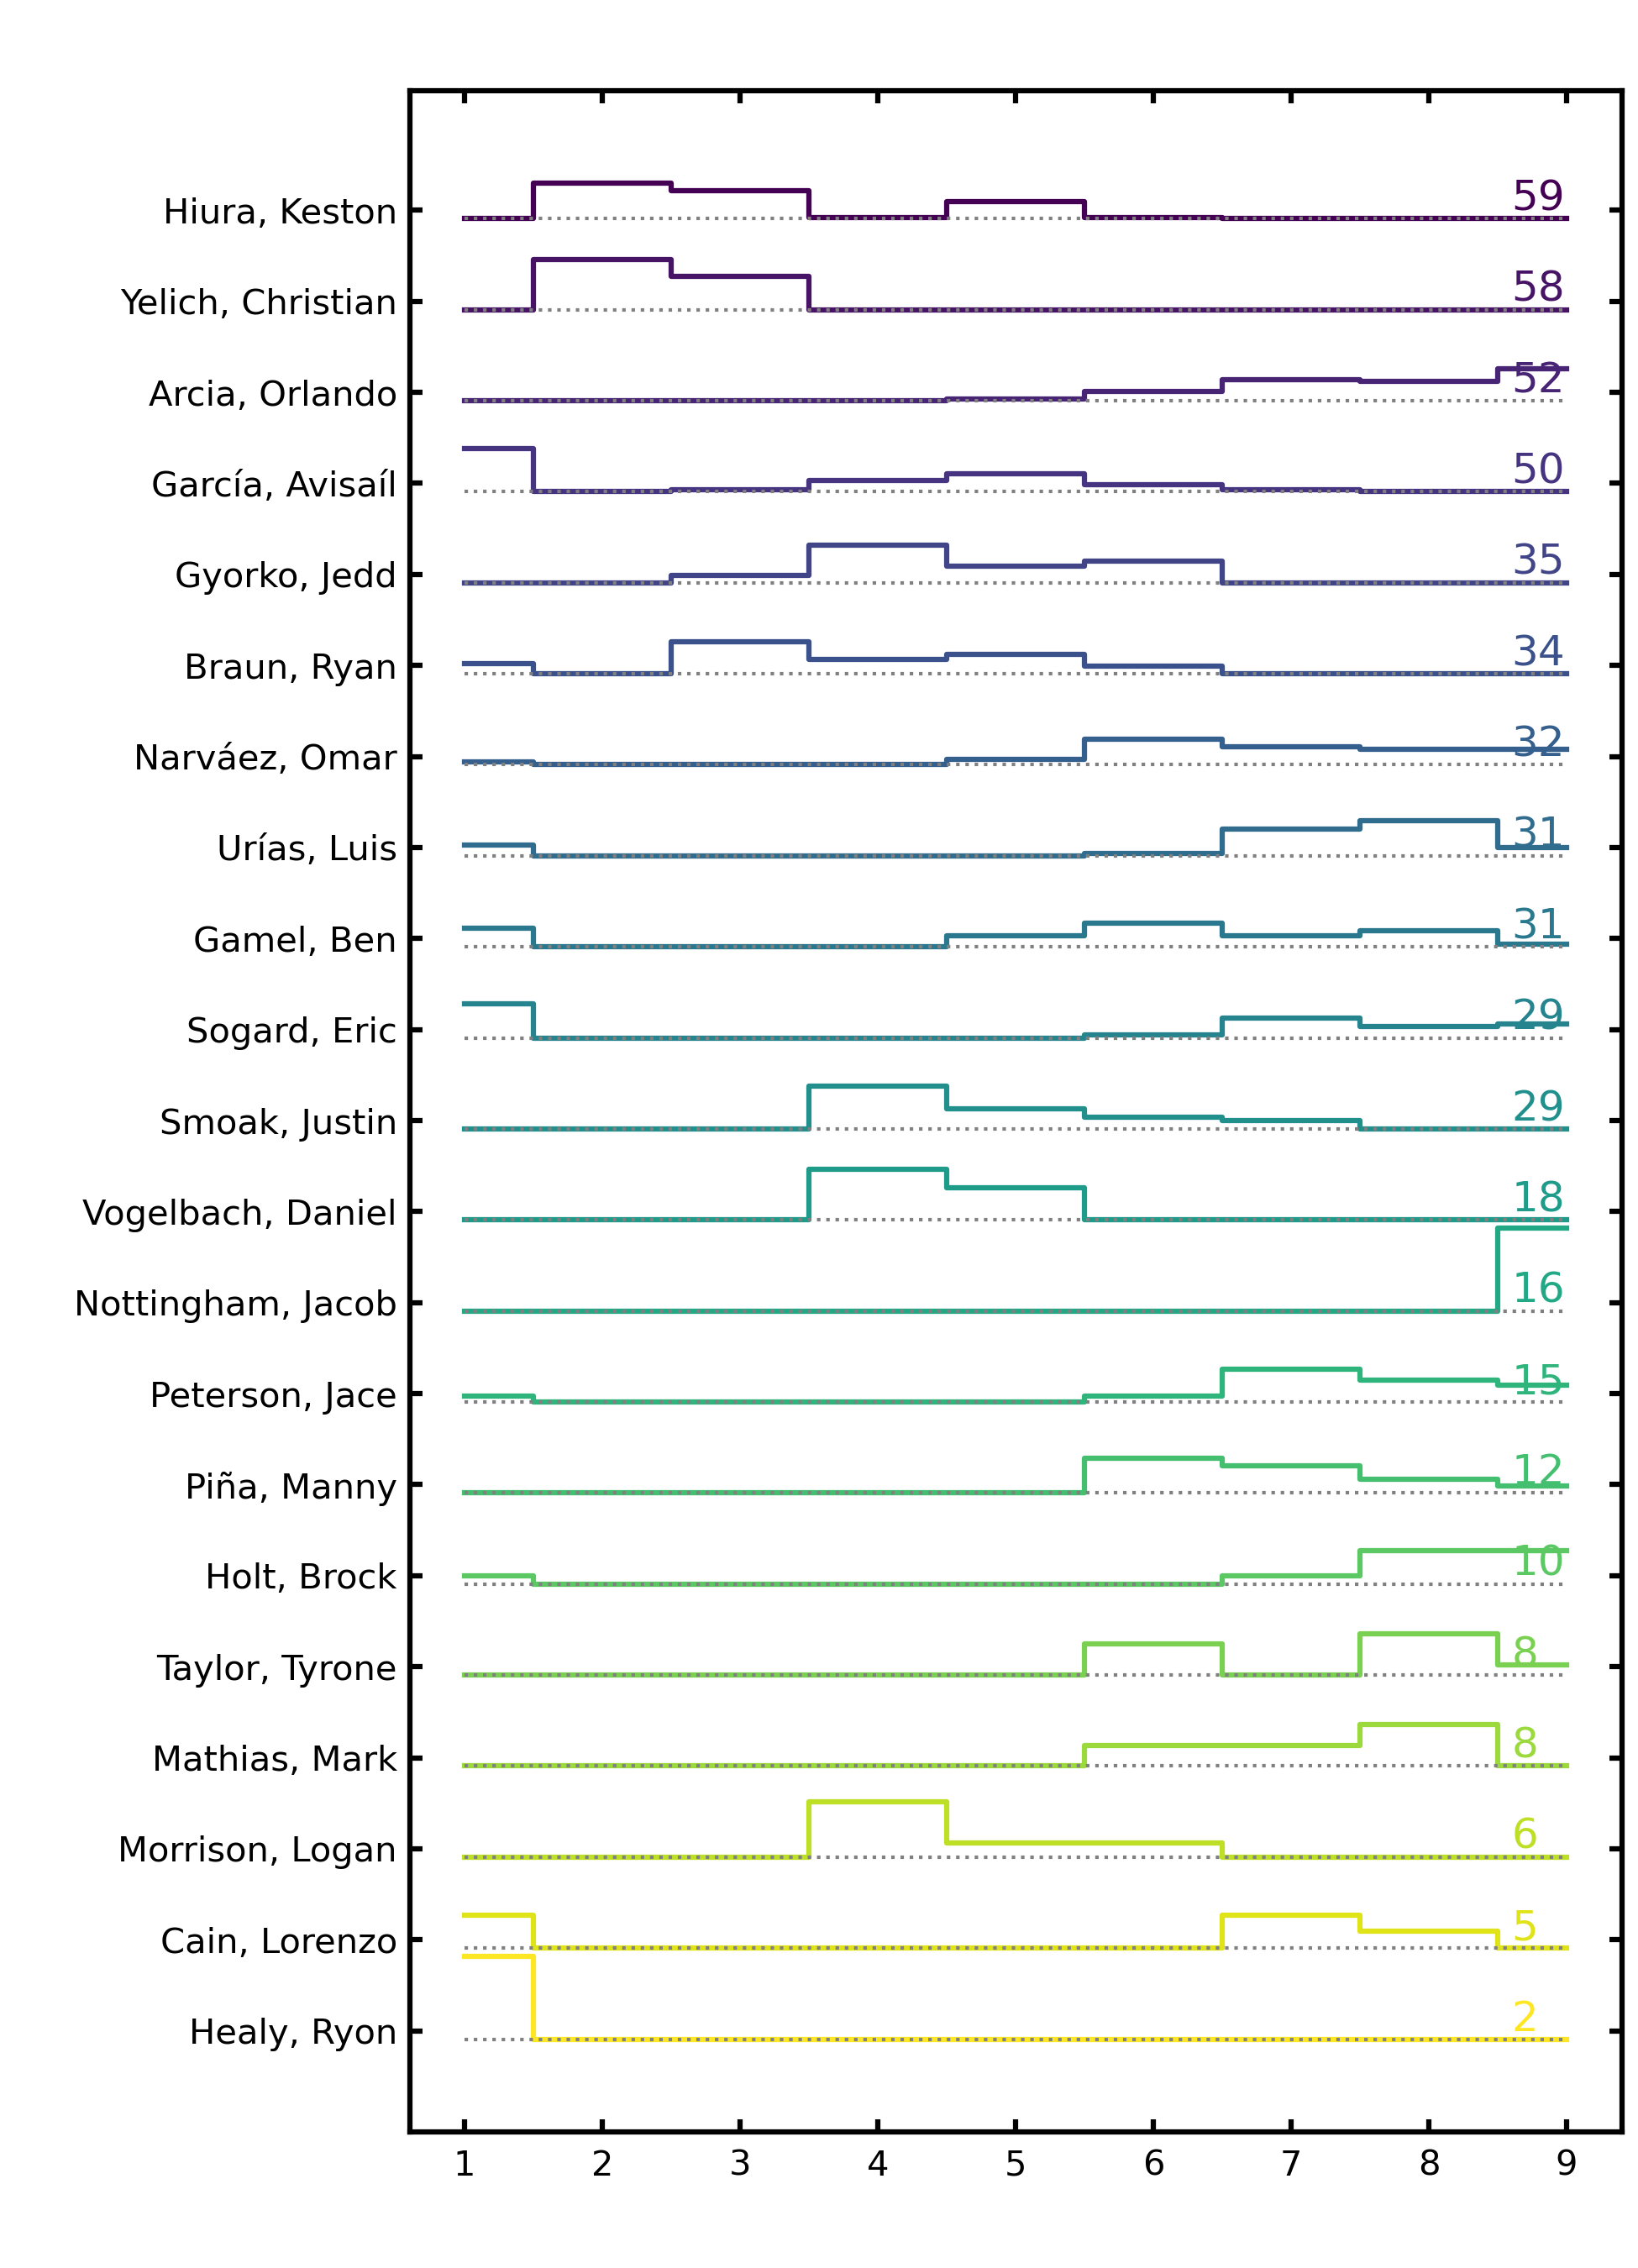 Hiura, Keston 59
Yelich, Christian 58
Arcia, Orlando 52
García, Avisaíl 50
Gyorko, Jedd 35
Braun, Ryan 34
Narváez, Omar 32
Urías, Luis 31
Gamel, Ben 31
Sogard, Eric 29
Smoak, Justin 29
Vogelbach, Daniel 18
Nottingham, Jacob 16
Peterson, Jace 15
Piña, Manny 12
Holt, Brock 10
Taylor, Tyrone 8
Mathias, Mark 8
Morrison, Logan 6
Cain, Lorenzo 5
Healy, Ryon 2
1 2 3 4 5 6 7 8 9